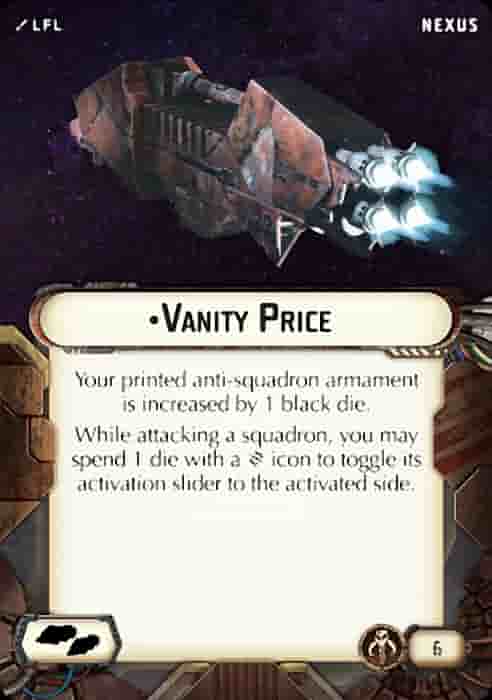 LFL
NEXUS
•VANITY PRICE
Your printed anti-squadron armament
is increased by 1 black die.
While attacking a squadron, you may
spend 1 die with a icon to toggle its
activation slider to the activated side.
6